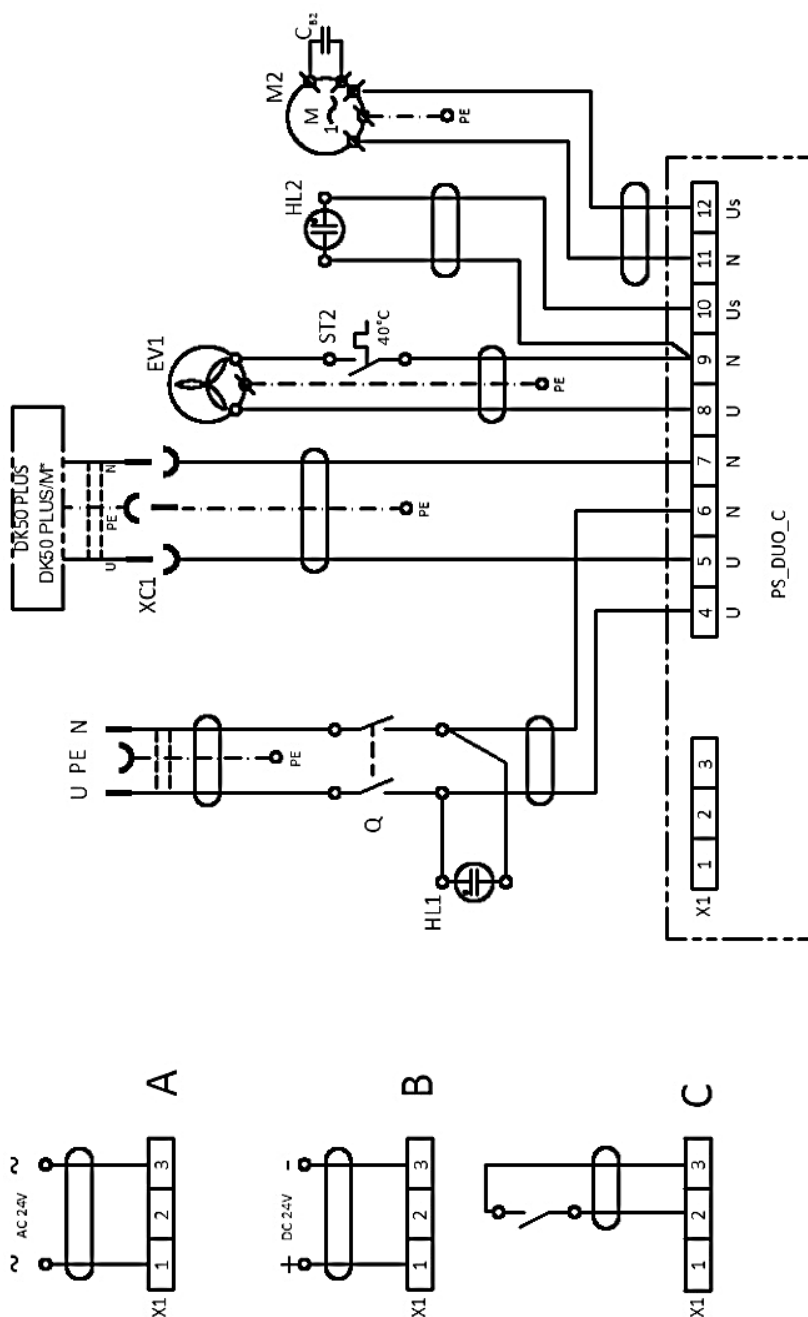 ~ ~
AC 24V
1 2 3
X1
A
+ -
DC 24V
1 2 3
X1
B
1 2 3
X1
C
DK50 PLUS
DK50 PLUS/M
U PE N
XC1
PE
U PE N
PE
Q
HL1
EV1
ST2
40°C
PE
HL2
M2
M
1~
CB2
PE
X1
1 2 3
4 5 6 7 8 9 10 11 12
U U N N U N Us N Us
PS_DUO_C